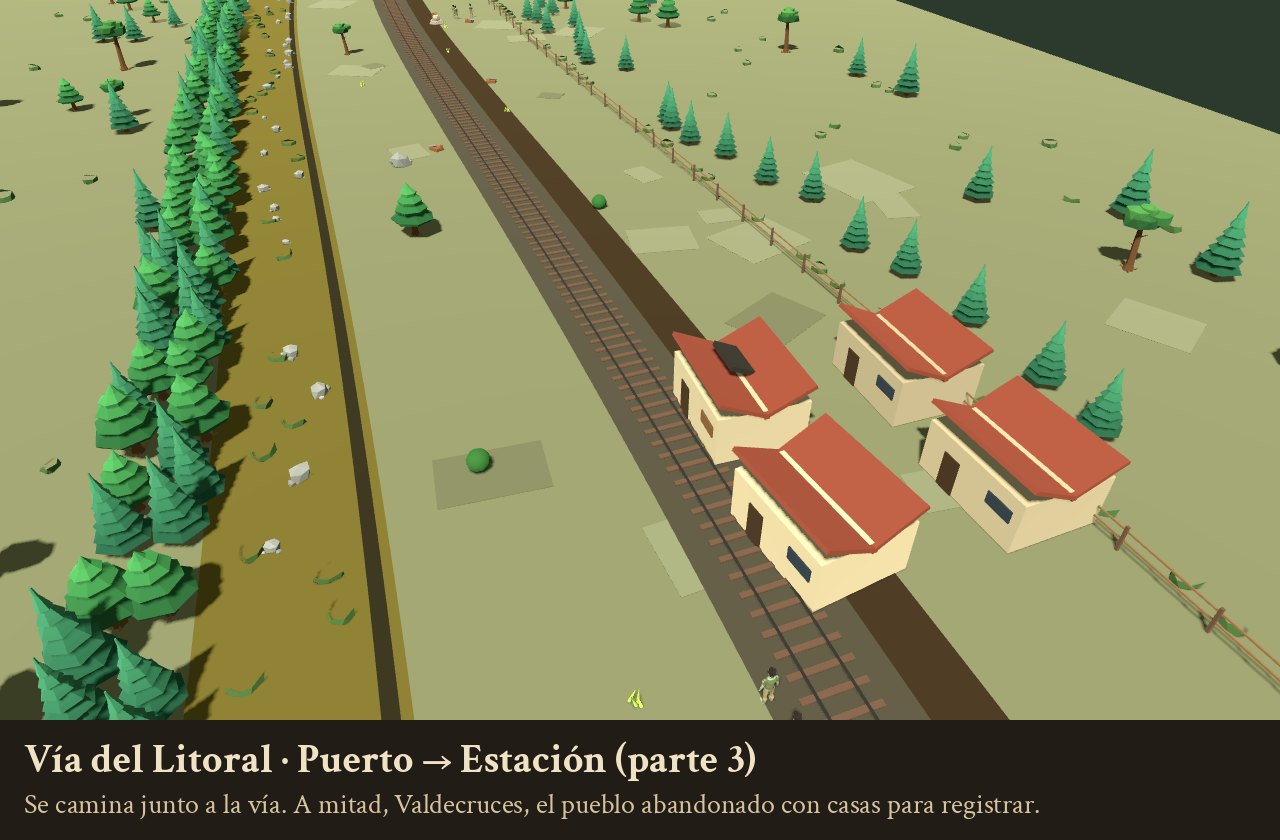 Vía del Litoral · Puerto → Estación (parte 3)
Se camina junto a la vía. A mitad, Valdecruces, el pueblo abandonado con casas para registrar.